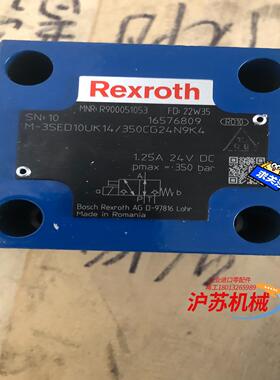 Rexroth
MNR: R900051053 FD: 22W35
SN: 10 16576809
M-3SED10UK14/350CG24N9K4
1.25A 24V DC
pmax = 350 bar
A
P T
b
Bosch Rexroth AG D-97816 Lohr
Made in Romania
沪苏机械